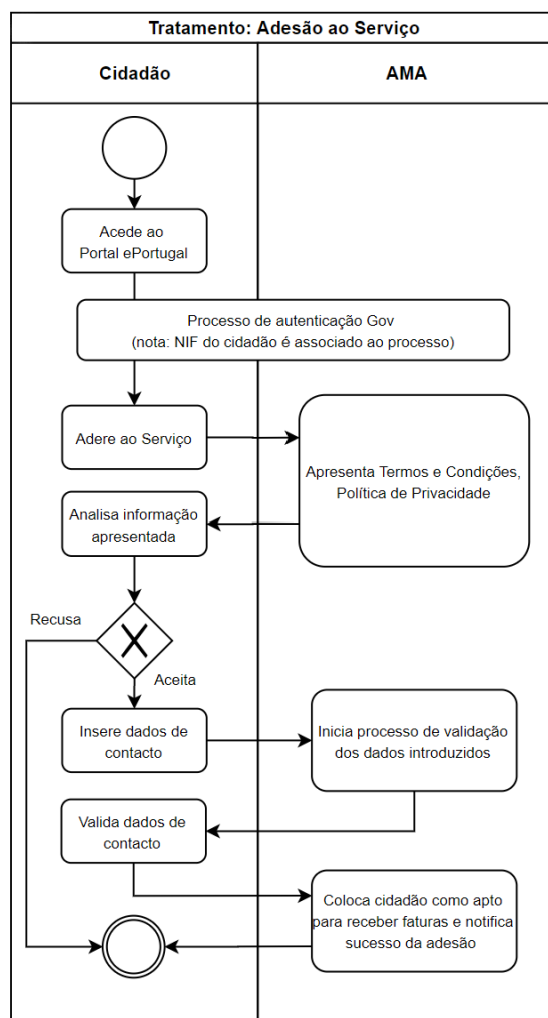 Tratamento: Adesão ao Serviço
Cidadão
AMA
Acede ao
Portal ePortugal
Processo de autenticação Gov
(nota: NIF do cidadão é associado ao processo)
Adere ao Serviço
Apresenta Termos e Condições,
Política de Privacidade
Analisa informação
apresentada
Recusa
Aceita
Insere dados de
contacto
Inicia processo de validação
dos dados introduzidos
Valida dados de
contacto
Coloca cidadão como apto
para receber faturas e notifica
sucesso da adesão